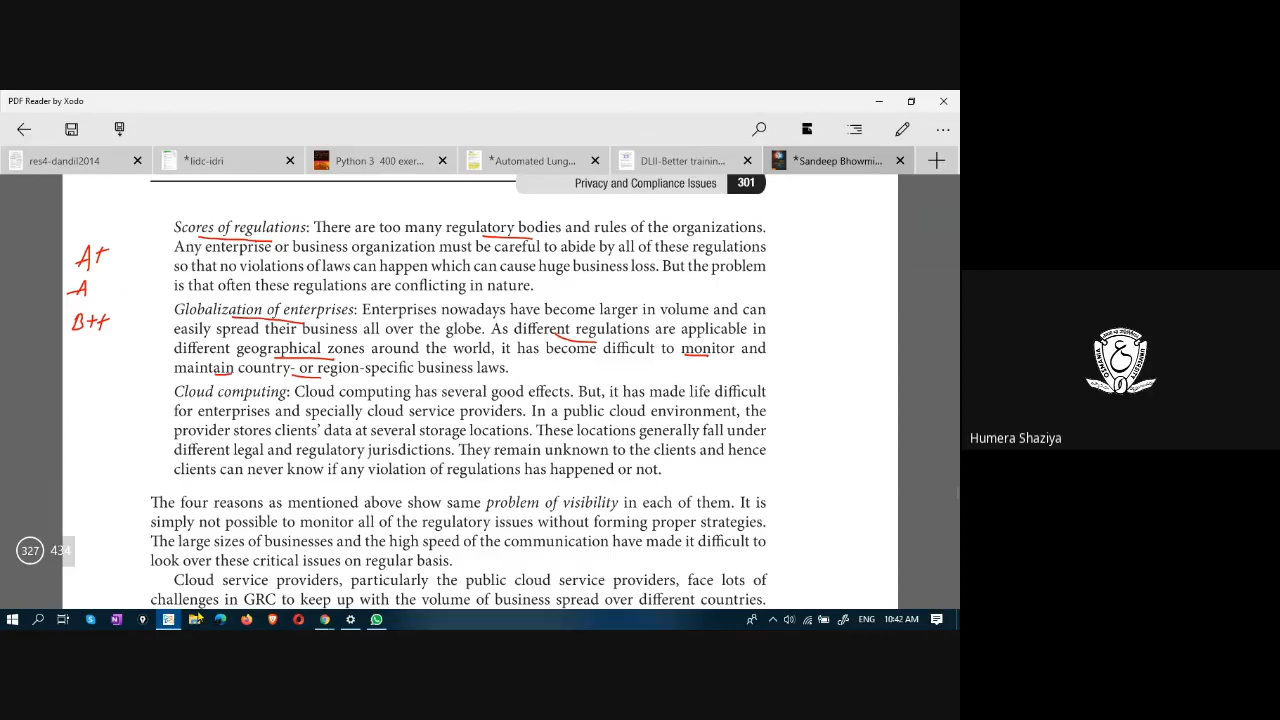 PDF Reader by Xodo
res4-dandil2014
*lidc-idri
Python 3 400 exer...
*Automated Lung...
DLII-Better trainin...
*Sandeep Bhowmi...
Privacy and Compliance Issues 301
Scores of regulations: There are too many regulatory bodies and rules of the organizations.
Any enterprise or business organization must be careful to abide by all of these regulations
so that no violations of laws can happen which can cause huge business loss. But the problem
is that often these regulations are conflicting in nature.
A+
A
B++
Globalization of enterprises: Enterprises nowadays have become larger in volume and can
easily spread their business all over the globe. As different regulations are applicable in
different geographical zones around the world, it has become difficult to monitor and
maintain country- or region-specific business laws.
Cloud computing: Cloud computing has several good effects. But, it has made life difficult
for enterprises and specially cloud service providers. In a public cloud environment, the
provider stores clients' data at several storage locations. These locations generally fall under
different legal and regulatory jurisdictions. They remain unknown to the clients and hence
clients can never know if any violation of regulations has happened or not.
The four reasons as mentioned above show same problem of visibility in each of them. It is
simply not possible to monitor all of the regulatory issues without forming proper strategies.
The large sizes of businesses and the high speed of the communication have made it difficult to
look over these critical issues on regular basis.
Cloud service providers, particularly the public cloud service providers, face lots of
challenges in GRC to keep up with the volume of business spread over different countries.
327 434
ENG 10:42 AM
Humera Shaziya